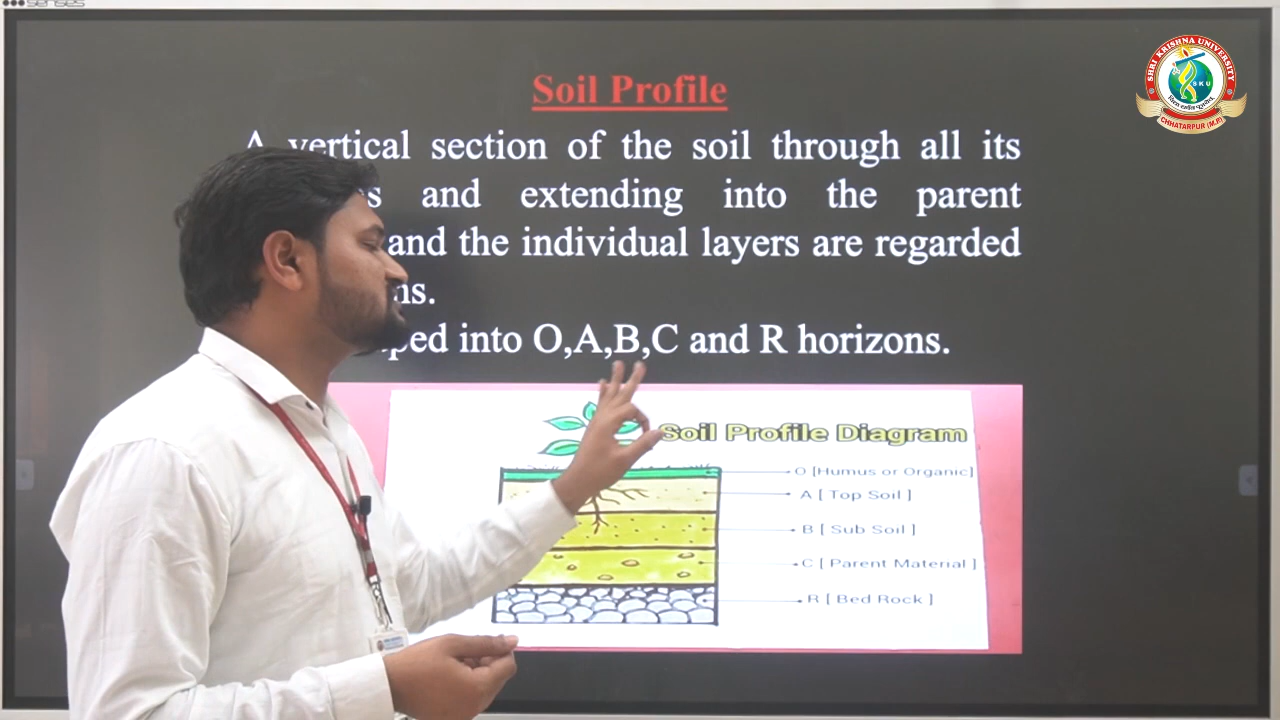 senses
SHRI KRISHNA UNIVERSITY
SKU
CHHATARPUR (M.P)
Soil Profile
A vertical section of the soil through all its
and extending into the parent
and the individual layers are regarded
into O,A,B,C and R horizons.
Soil Profile Diagram
O [Humus or Organic]
A [ Top Soil ]
B [ Sub Soil ]
C [ Parent Material ]
R [ Bed Rock ]